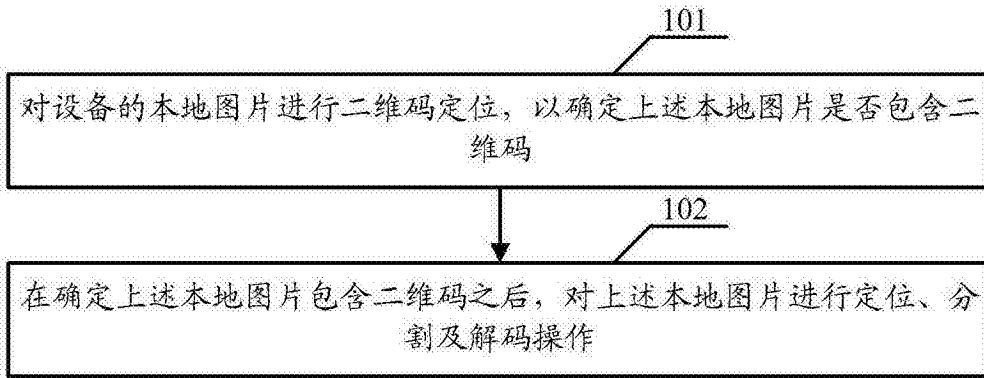 101
对设备的本地图片进行二维码定位，以确定上述本地图片是否包含二
维码
102
在确定上述本地图片包含二维码之后，对上述本地图片进行定位、分
割及解码操作